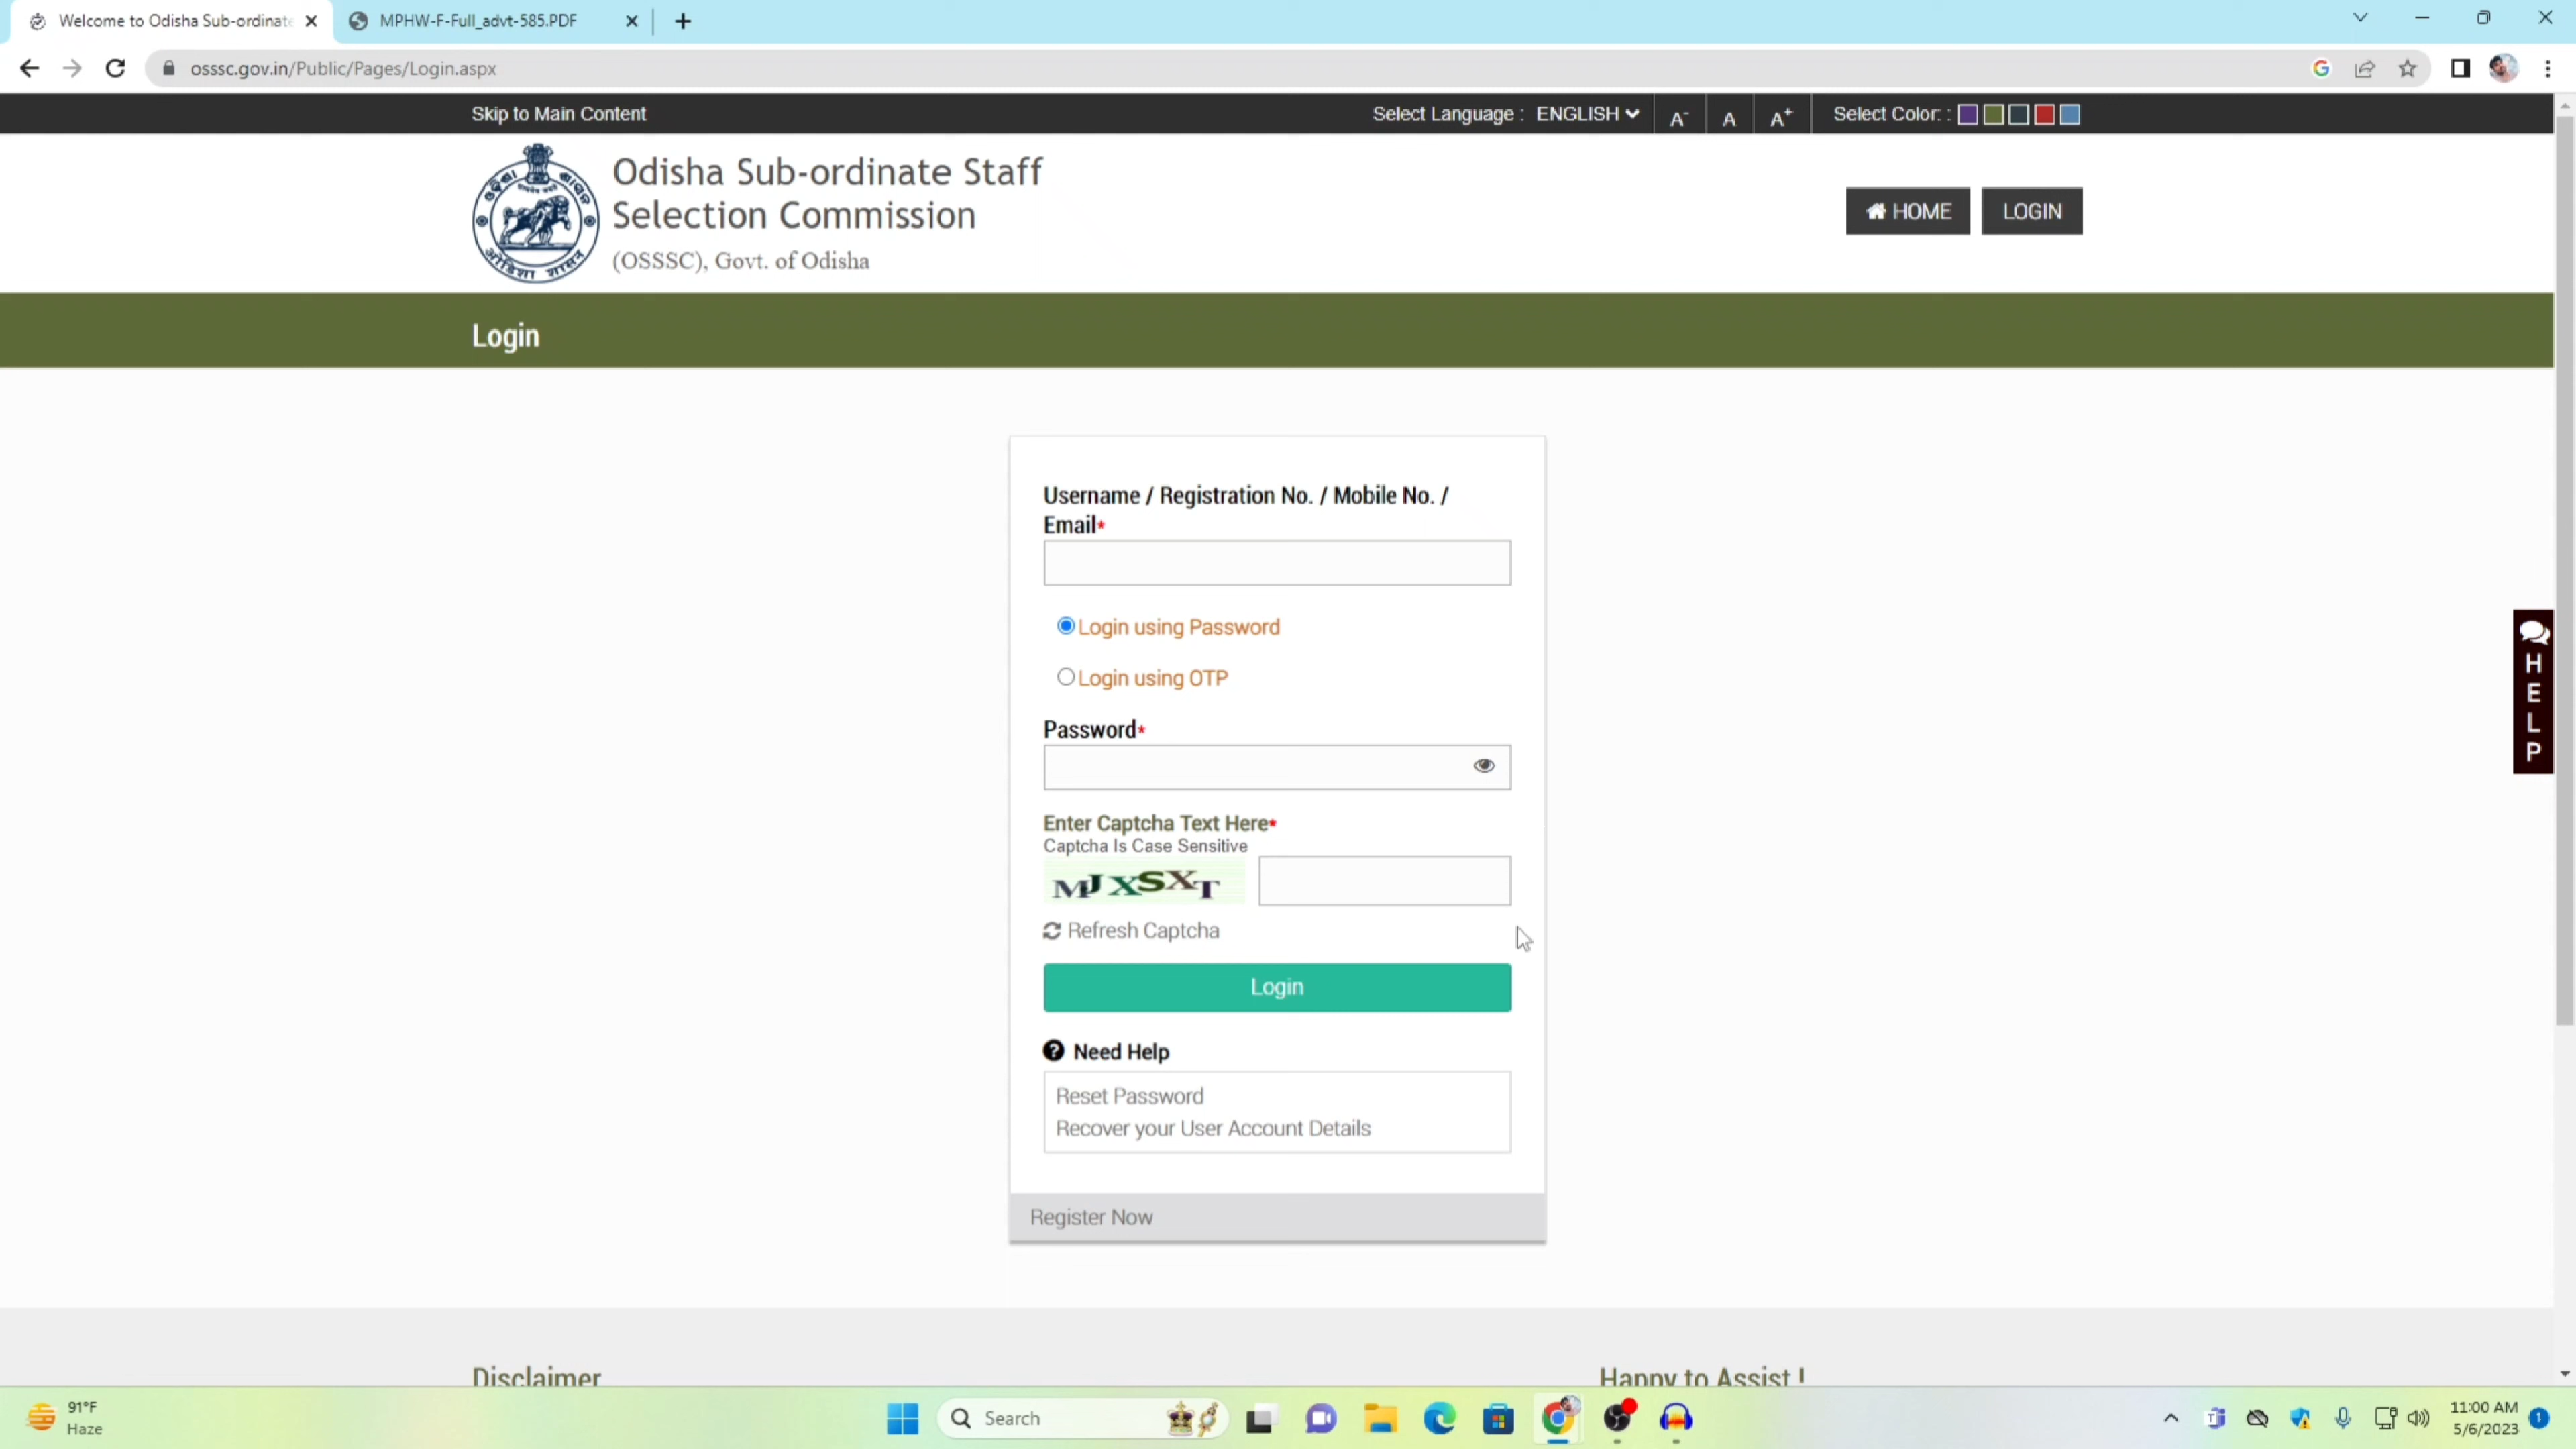 Welcome to Odisha Sub-ordinate
MPHW-F-Full_advt-585.PDF
osssc.gov.in/Public/Pages/Login.aspx
Skip to Main Content
Select Language : ENGLISH
A-
A
A+
Select Color: :
Odisha Sub-ordinate Staff
Selection Commission
(OSSSC), Govt. of Odisha
HOME
LOGIN
Login
Username / Registration No. / Mobile No. /
Email*
Login using Password
Login using OTP
Password*
Enter Captcha Text Here*
Captcha Is Case Sensitive
MJXSXT
Refresh Captcha
Login
Need Help
Reset Password
Recover your User Account Details
Register Now
HELP
Disclaimer
Happy to Assist !
91°F
Haze
Search
11:00 AM
5/6/2023
1